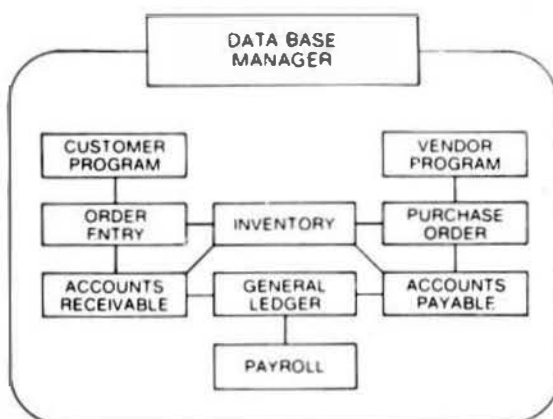 DATA BASE
MANAGER
CUSTOMER
PROGRAM
VENDOR
PROGRAM
ORDER
ENTRY
INVENTORY
PURCHASE
ORDER
ACCOUNTS
RECEIVABLE
GENERAL
LEDGER
ACCOUNTS
PAYABLE
PAYROLL